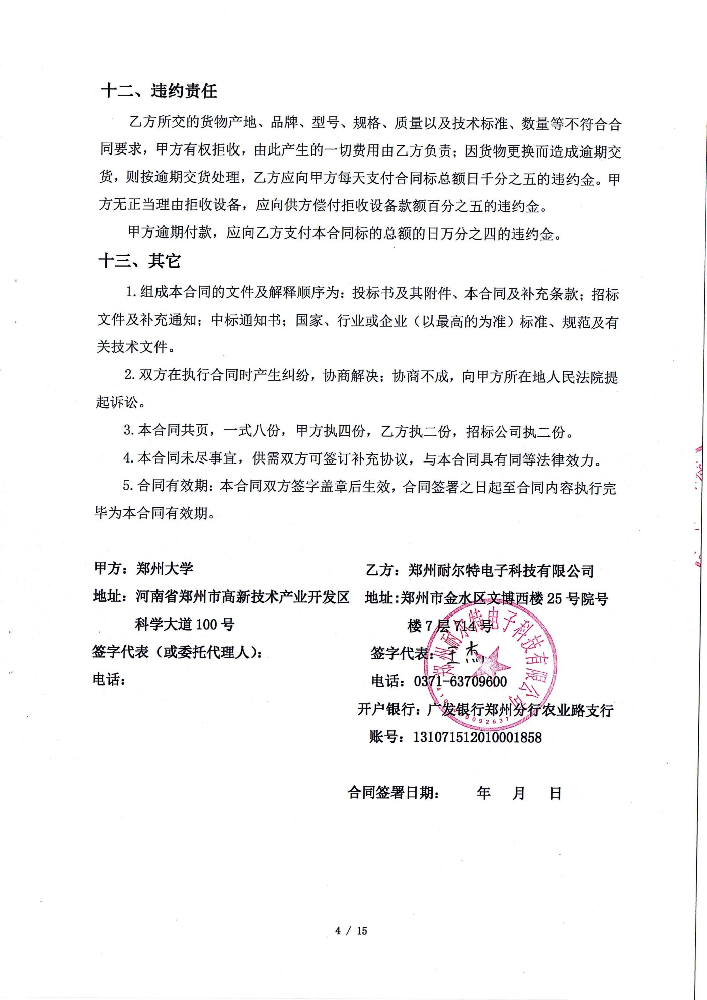 十二、违约责任
乙方所交的货物产地、品牌、型号、规格、质量以及技术标准、数量等不符合合
同要求，甲方有权拒收，由此产生的一切费用由乙方负责；因货物更换而造成逾期交
货，则按逾期交货处理，乙方应向甲方每天支付合同标总额日千分之五的违约金。甲
方无正当理由拒收设备，应向供方偿付拒收设备款额百分之五的违约金。
甲方逾期付款，应向乙方支付本合同标的总额的日万分之四的违约金。
十三、其它
1.组成本合同的文件及解释顺序为：投标书及其附件、本合同及补充条款；招标
文件及补充通知；中标通知书；国家、行业或企业（以最高的为准）标准、规范及有
关技术文件。
2.双方在执行合同时产生纠纷，协商解决；协商不成，向甲方所在地人民法院提
起诉讼。
3.本合同共页，一式八份，甲方执四份，乙方执二份，招标公司执二份。
4.本合同未尽事宜，供需双方可签订补充协议，与本合同具有同等法律效力。
5.合同有效期：本合同双方签字盖章后生效，合同签署之日起至合同内容执行完
毕为本合同有效期。
甲方：郑州大学
地址：河南省郑州市高新技术产业开发区
科学大道 100 号
签字代表（或委托代理人）：
电话：
乙方：郑州耐尔特电子科技有限公司
地址:郑州市金水区文博西楼 25 号院号
楼 7 层 714 号
签字代表：王杰
电话：0371-63709600
开户银行：广发银行郑州分行农业路支行
账号：131071512010001858
郑州耐尔特电子科技有限公司
合同签署日期： 年 月 日
4 / 15